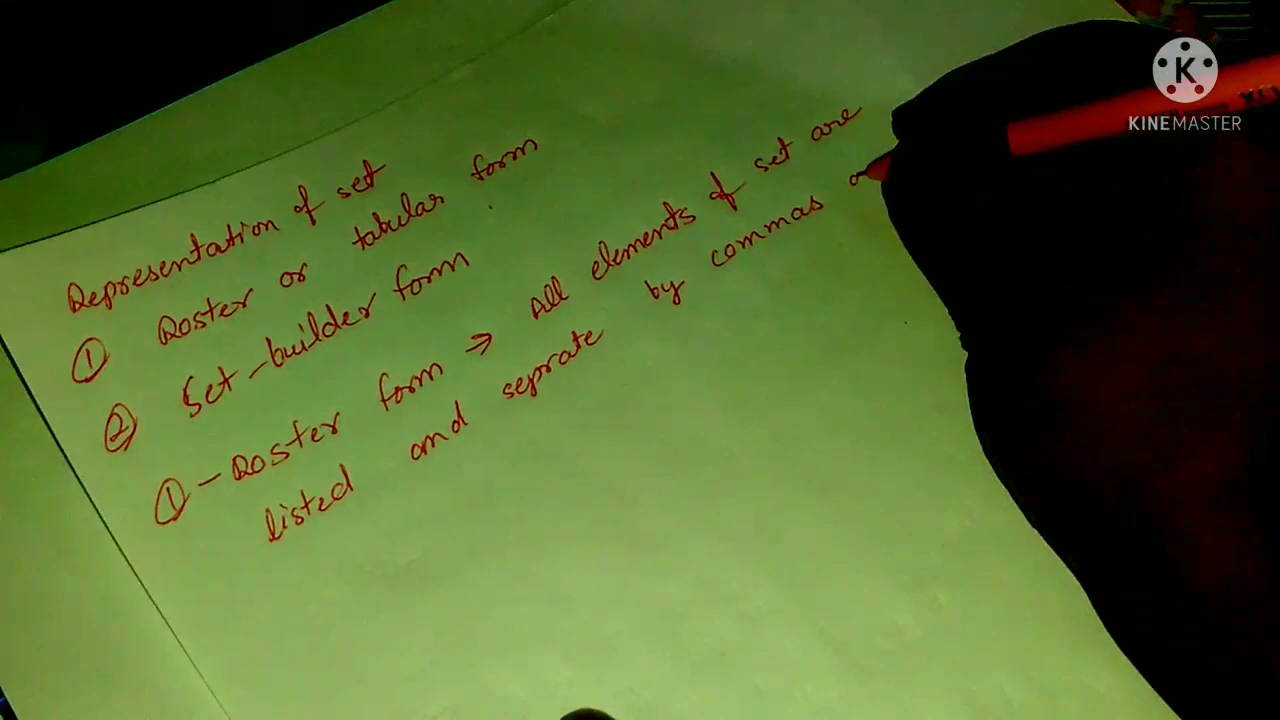 Representation of set
① Roster or tabular form
② Set-builder form
①-Roster form → All elements of set are
listed and seprate by commas
K
KINEMASTER